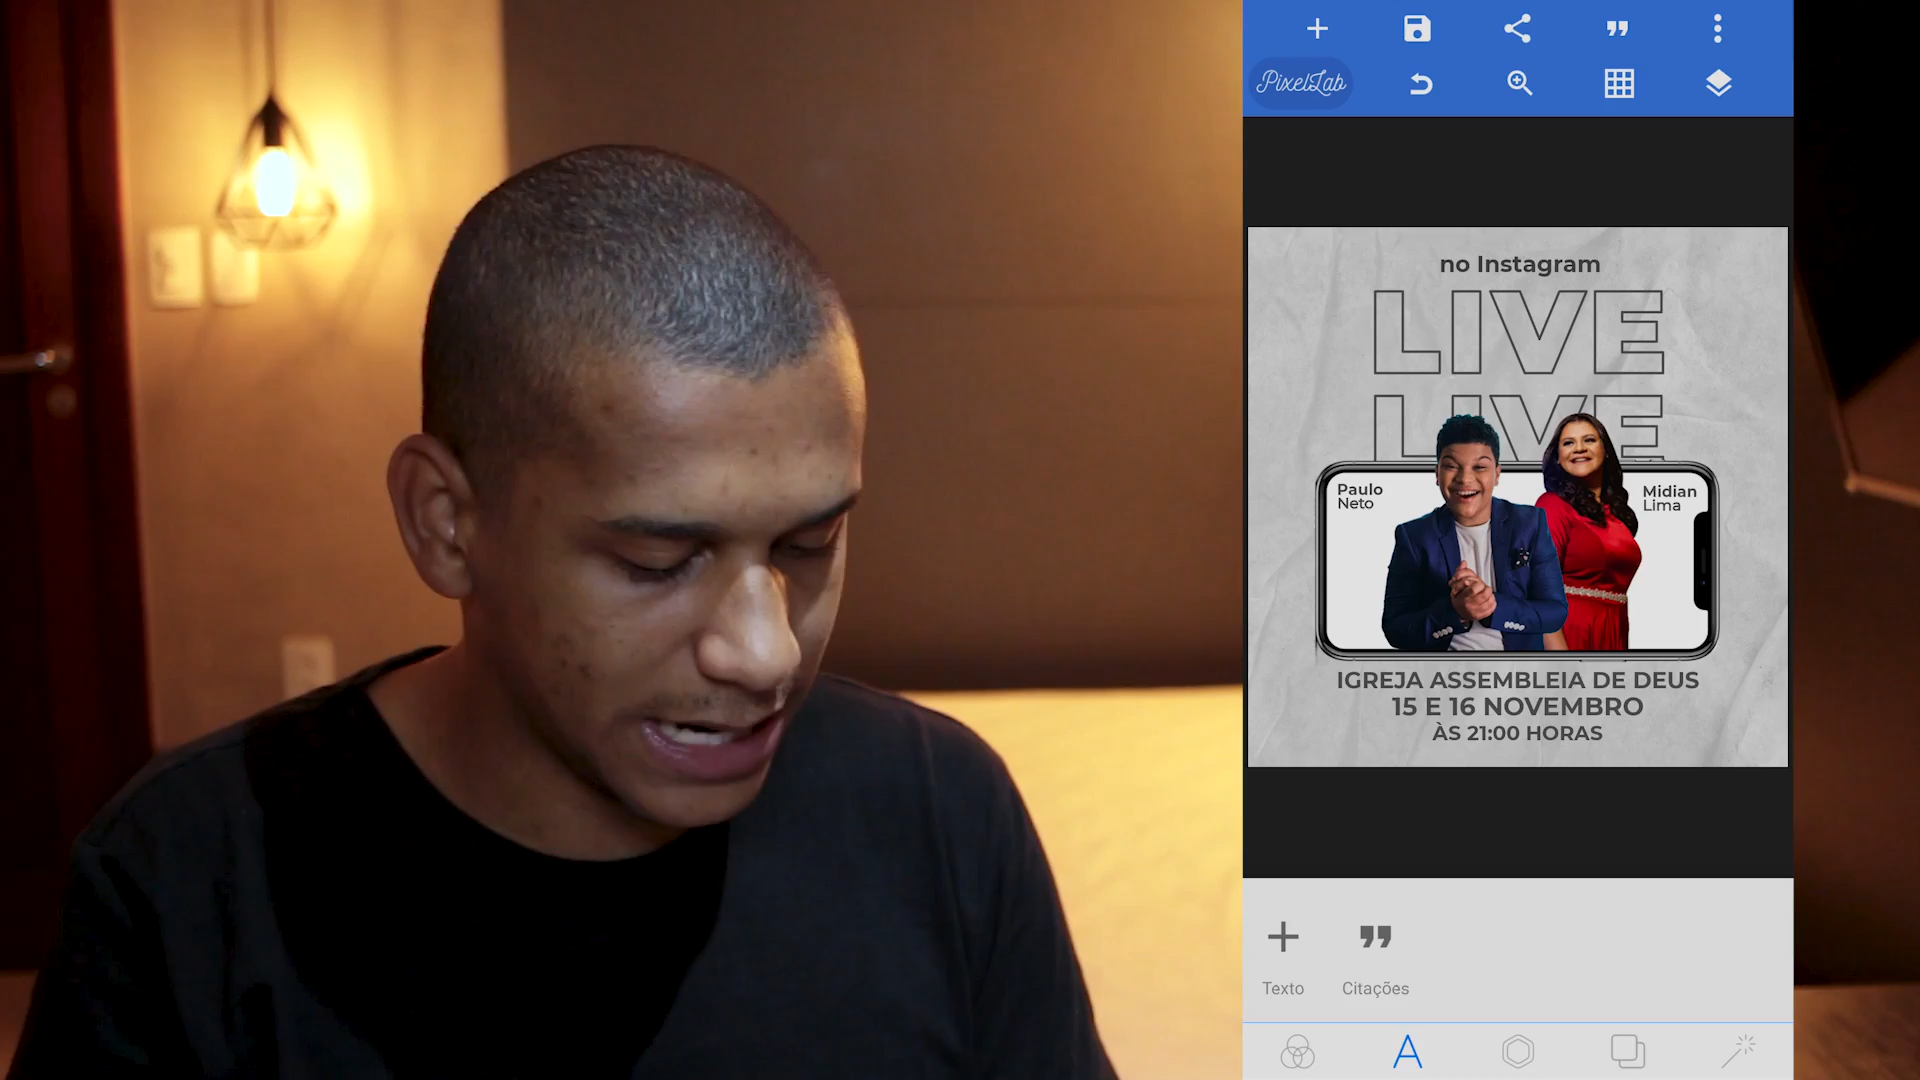 PixelLab
no Instagram
LIVE
LIVE
Paulo
Neto
Midian
Lima
IGREJA ASSEMBLEIA DE DEUS
15 E 16 NOVEMBRO
ÀS 21:00 HORAS
Texto
Citações